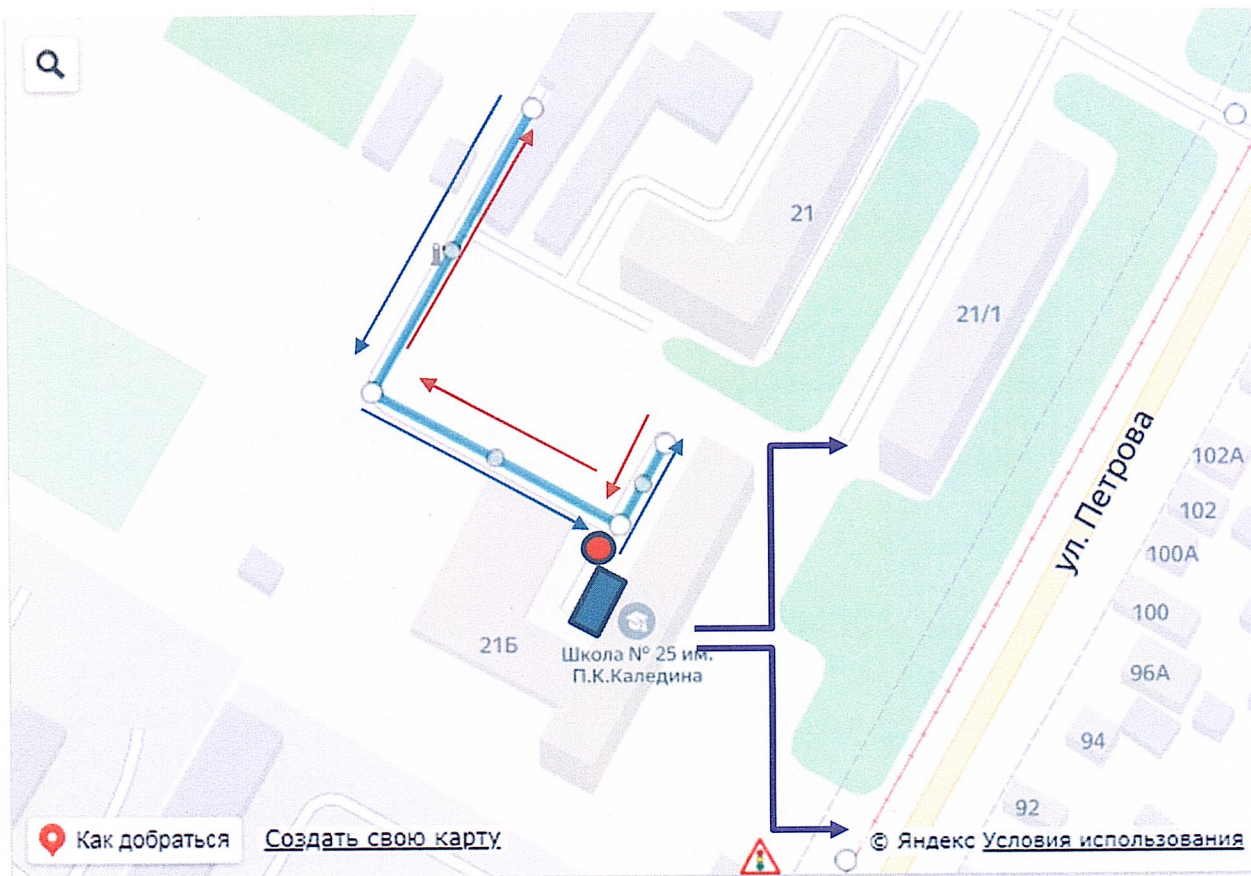 21
21/1
ул. Петрова
102А
102
100А
100
96А
94
92
21Б
Школа № 25 им.
П.К.Каледина
Как добраться
Создать свою карту
© Яндекс Условия использования